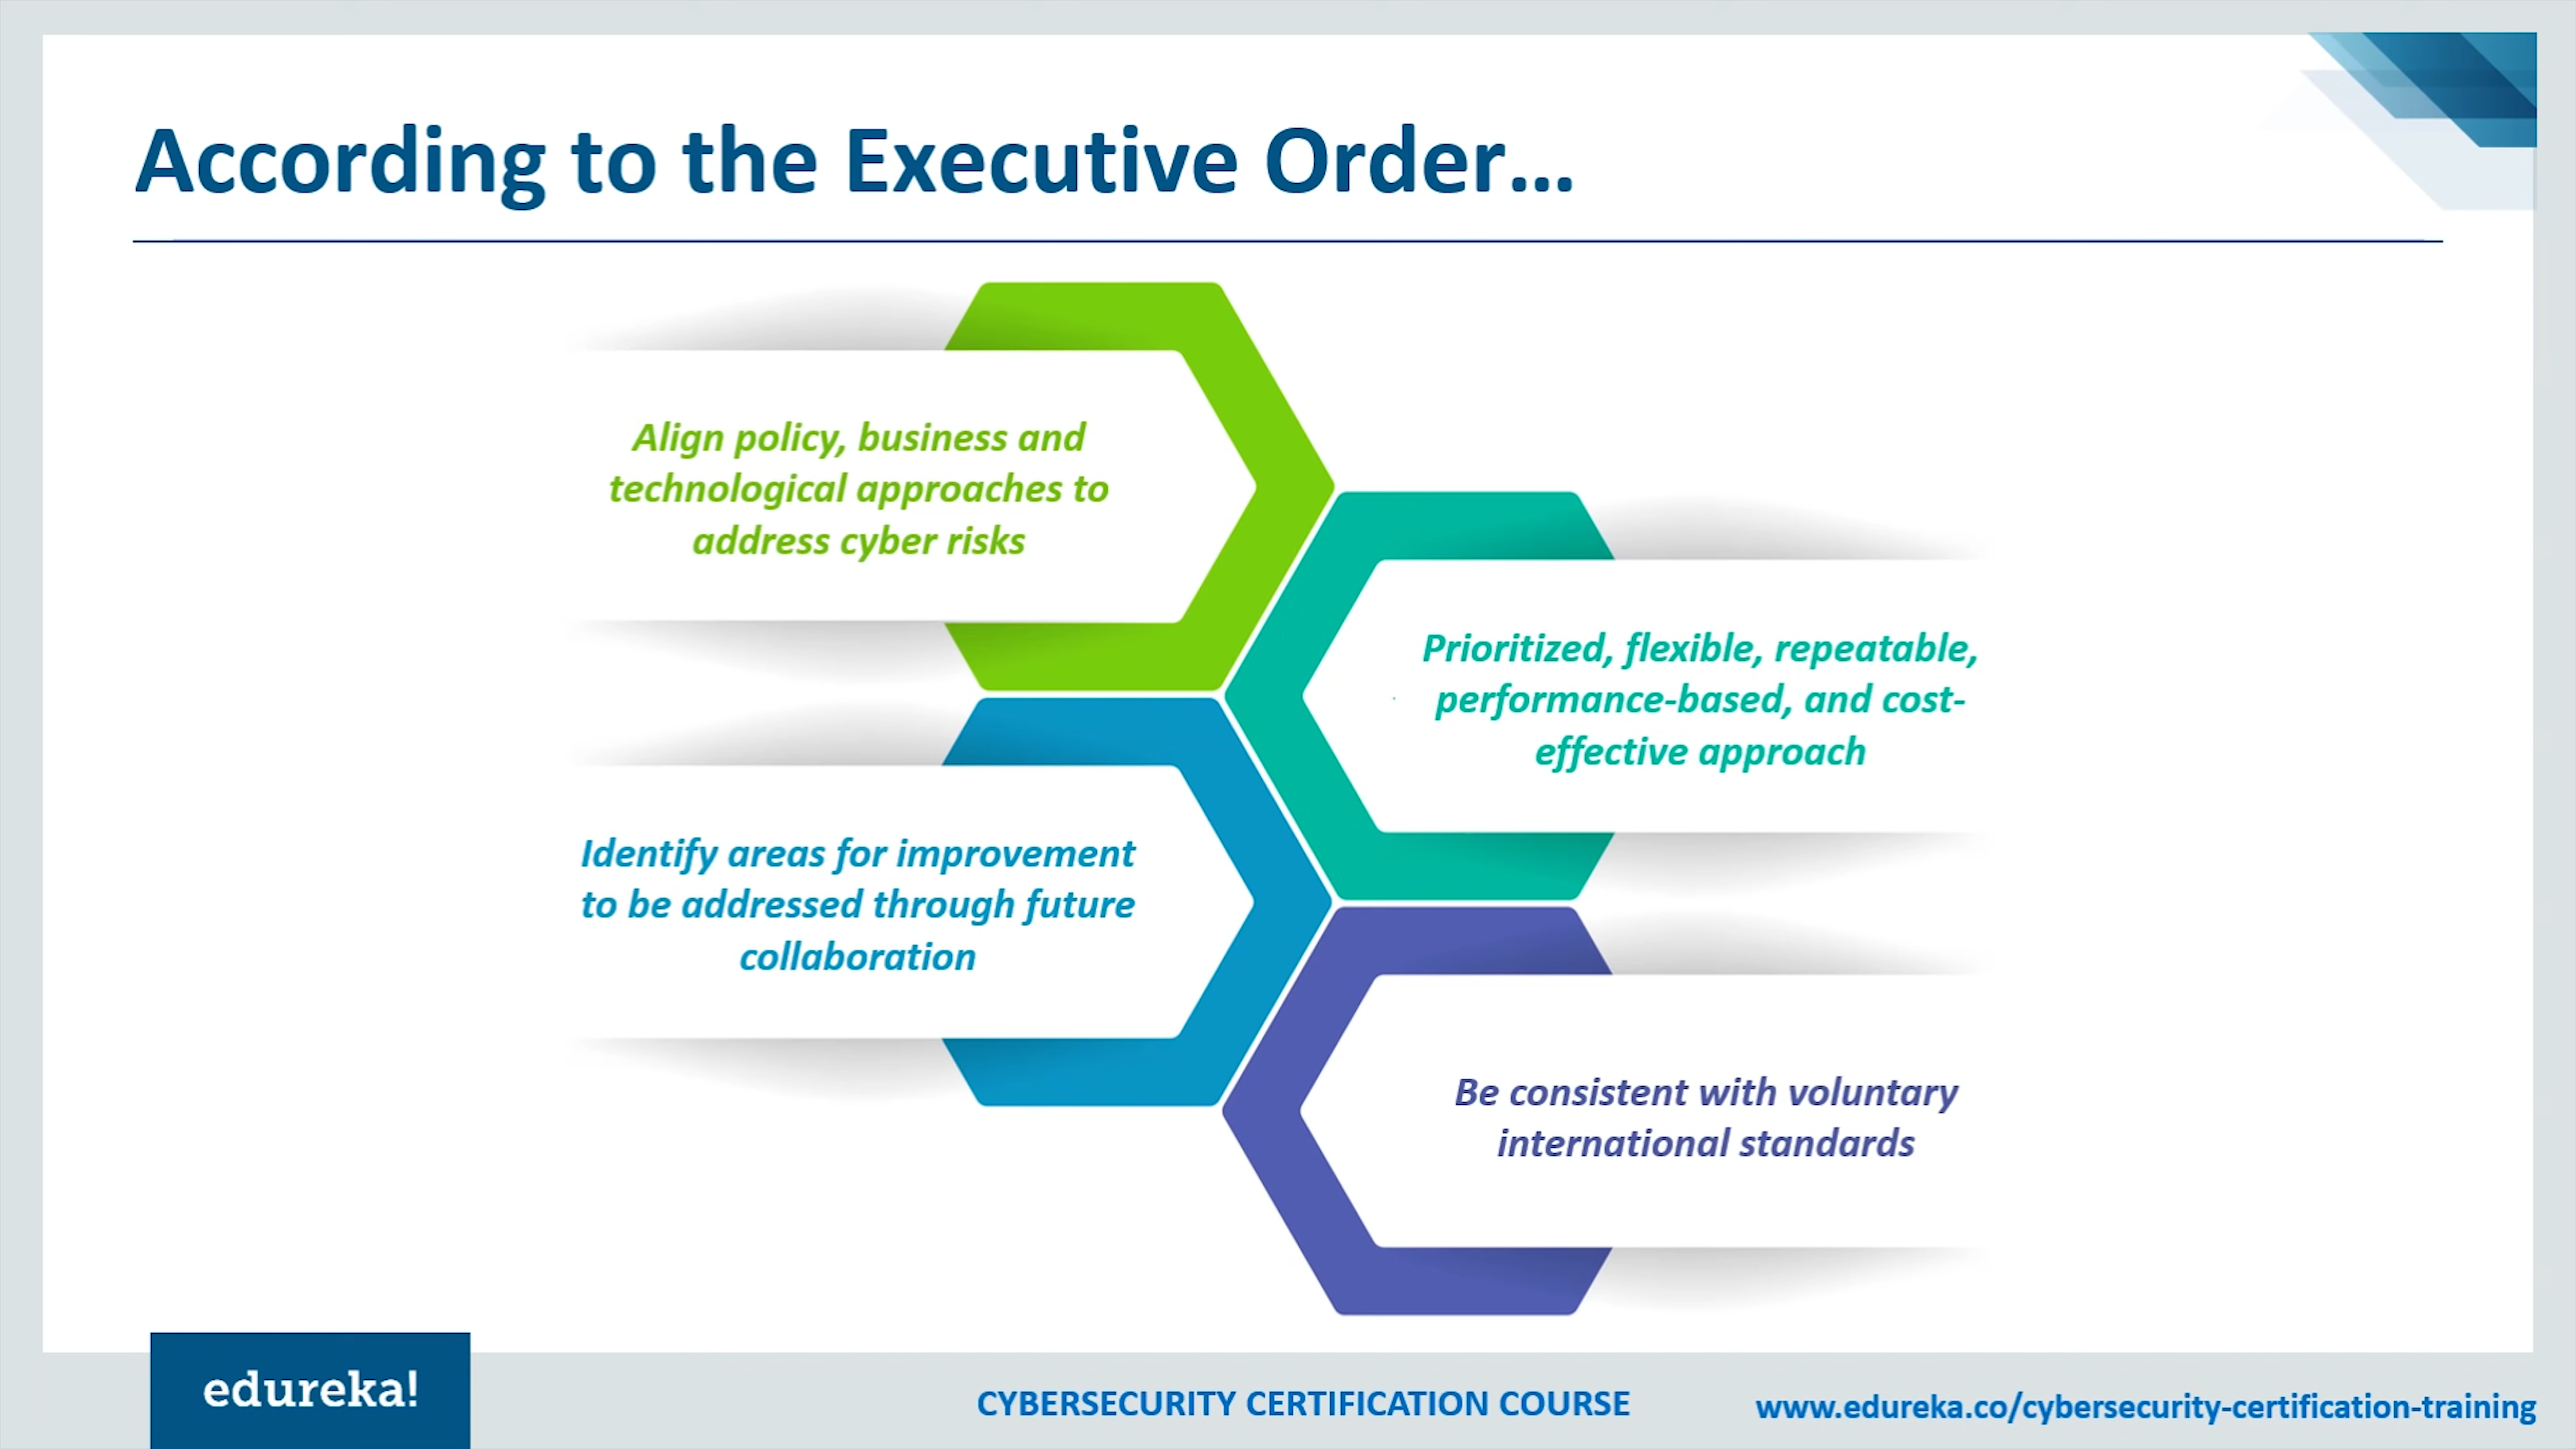 According to the Executive Order...
Align policy, business and
technological approaches to
address cyber risks
Prioritized, flexible, repeatable,
performance-based, and cost-
effective approach
Identify areas for improvement
to be addressed through future
collaboration
Be consistent with voluntary
international standards
edureka!
CYBERSECURITY CERTIFICATION COURSE
www.edureka.co/cybersecurity-certification-training